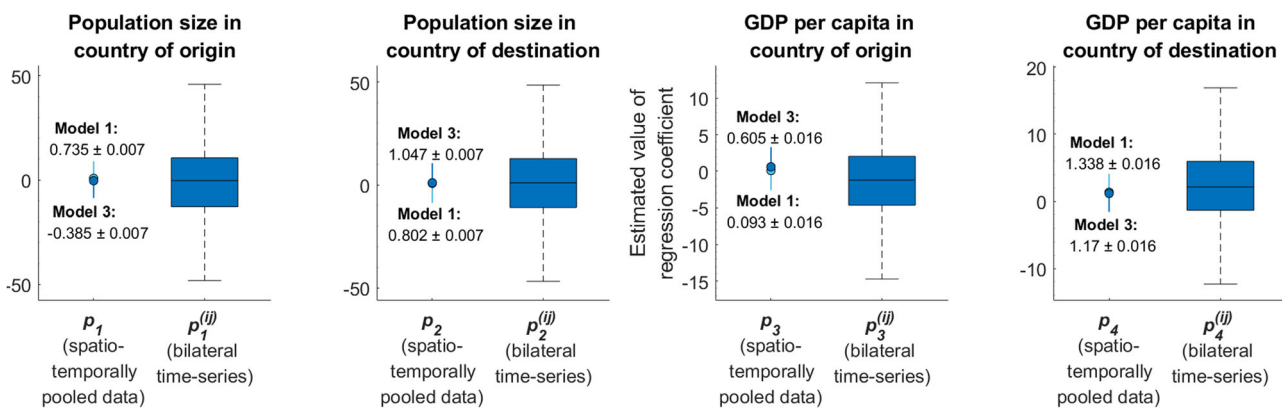 Population size in
country of origin
50
0
-50
Model 1:
0.735 ± 0.007
Model 3:
-0.385 ± 0.007
p1
(spatio-
temporally
pooled data)
p1(ij)
(bilateral
time-series)
Population size in
country of destination
50
0
-50
Model 3:
1.047 ± 0.007
Model 1:
0.802 ± 0.007
p2
(spatio-
temporally
pooled data)
p2(ij)
(bilateral
time-series)
GDP per capita in
country of origin
Estimated value of
regression coefficient
10
5
0
-5
-10
-15
Model 3:
0.605 ± 0.016
Model 1:
0.093 ± 0.016
p3
(spatio-
temporally
pooled data)
p3(ij)
(bilateral
time-series)
GDP per capita in
country of destination
20
10
0
-10
Model 1:
1.338 ± 0.016
Model 3:
1.17 ± 0.016
p4
(spatio-
temporally
pooled data)
p4(ij)
(bilateral
time-series)